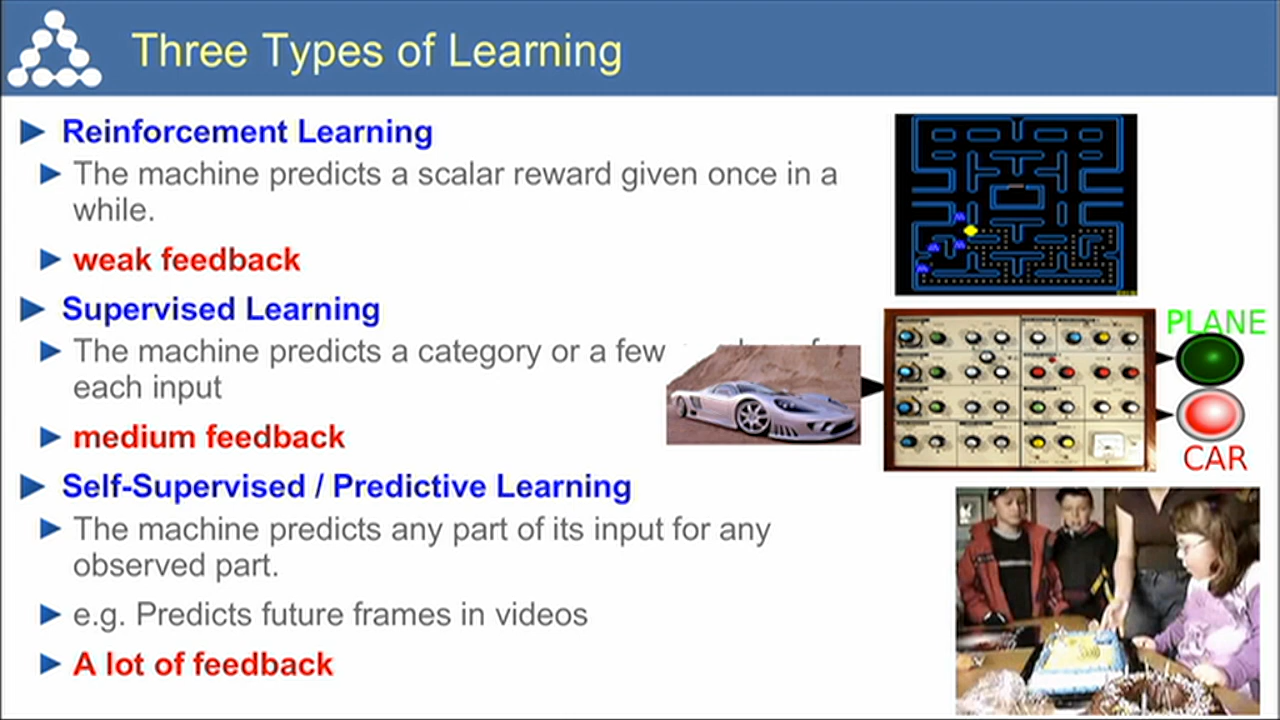 Three Types of Learning
Reinforcement Learning
The machine predicts a scalar reward given once in a
while.
weak feedback
Supervised Learning
The machine predicts a category or a few
each input
medium feedback
PLANE
CAR
Self-Supervised / Predictive Learning
The machine predicts any part of its input for any
observed part.
e.g. Predicts future frames in videos
A lot of feedback